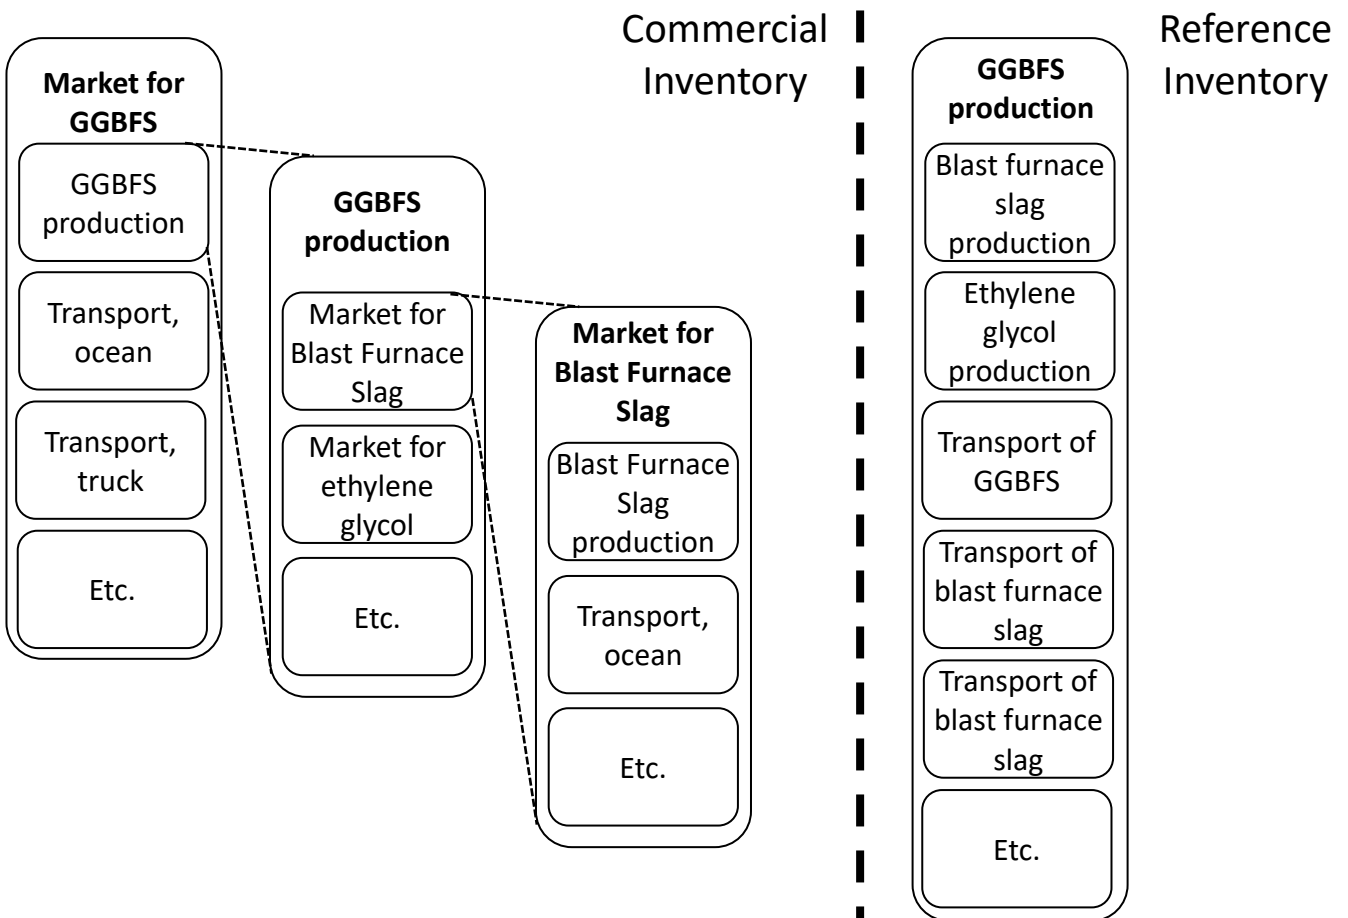 Commercial
Inventory
Reference
Inventory
Market for
GGBFS
GGBFS
production
Transport,
ocean
Transport,
truck
Etc.
GGBFS
production
Market for
Blast Furnace
Slag
Market for
ethylene
glycol
Etc.
Market for
Blast Furnace
Slag
Blast Furnace
Slag
production
Transport,
ocean
Etc.
GGBFS
production
Blast furnace
slag
production
Ethylene
glycol
production
Transport of
GGBFS
Transport of
blast furnace
slag
Transport of
blast furnace
slag
Etc.